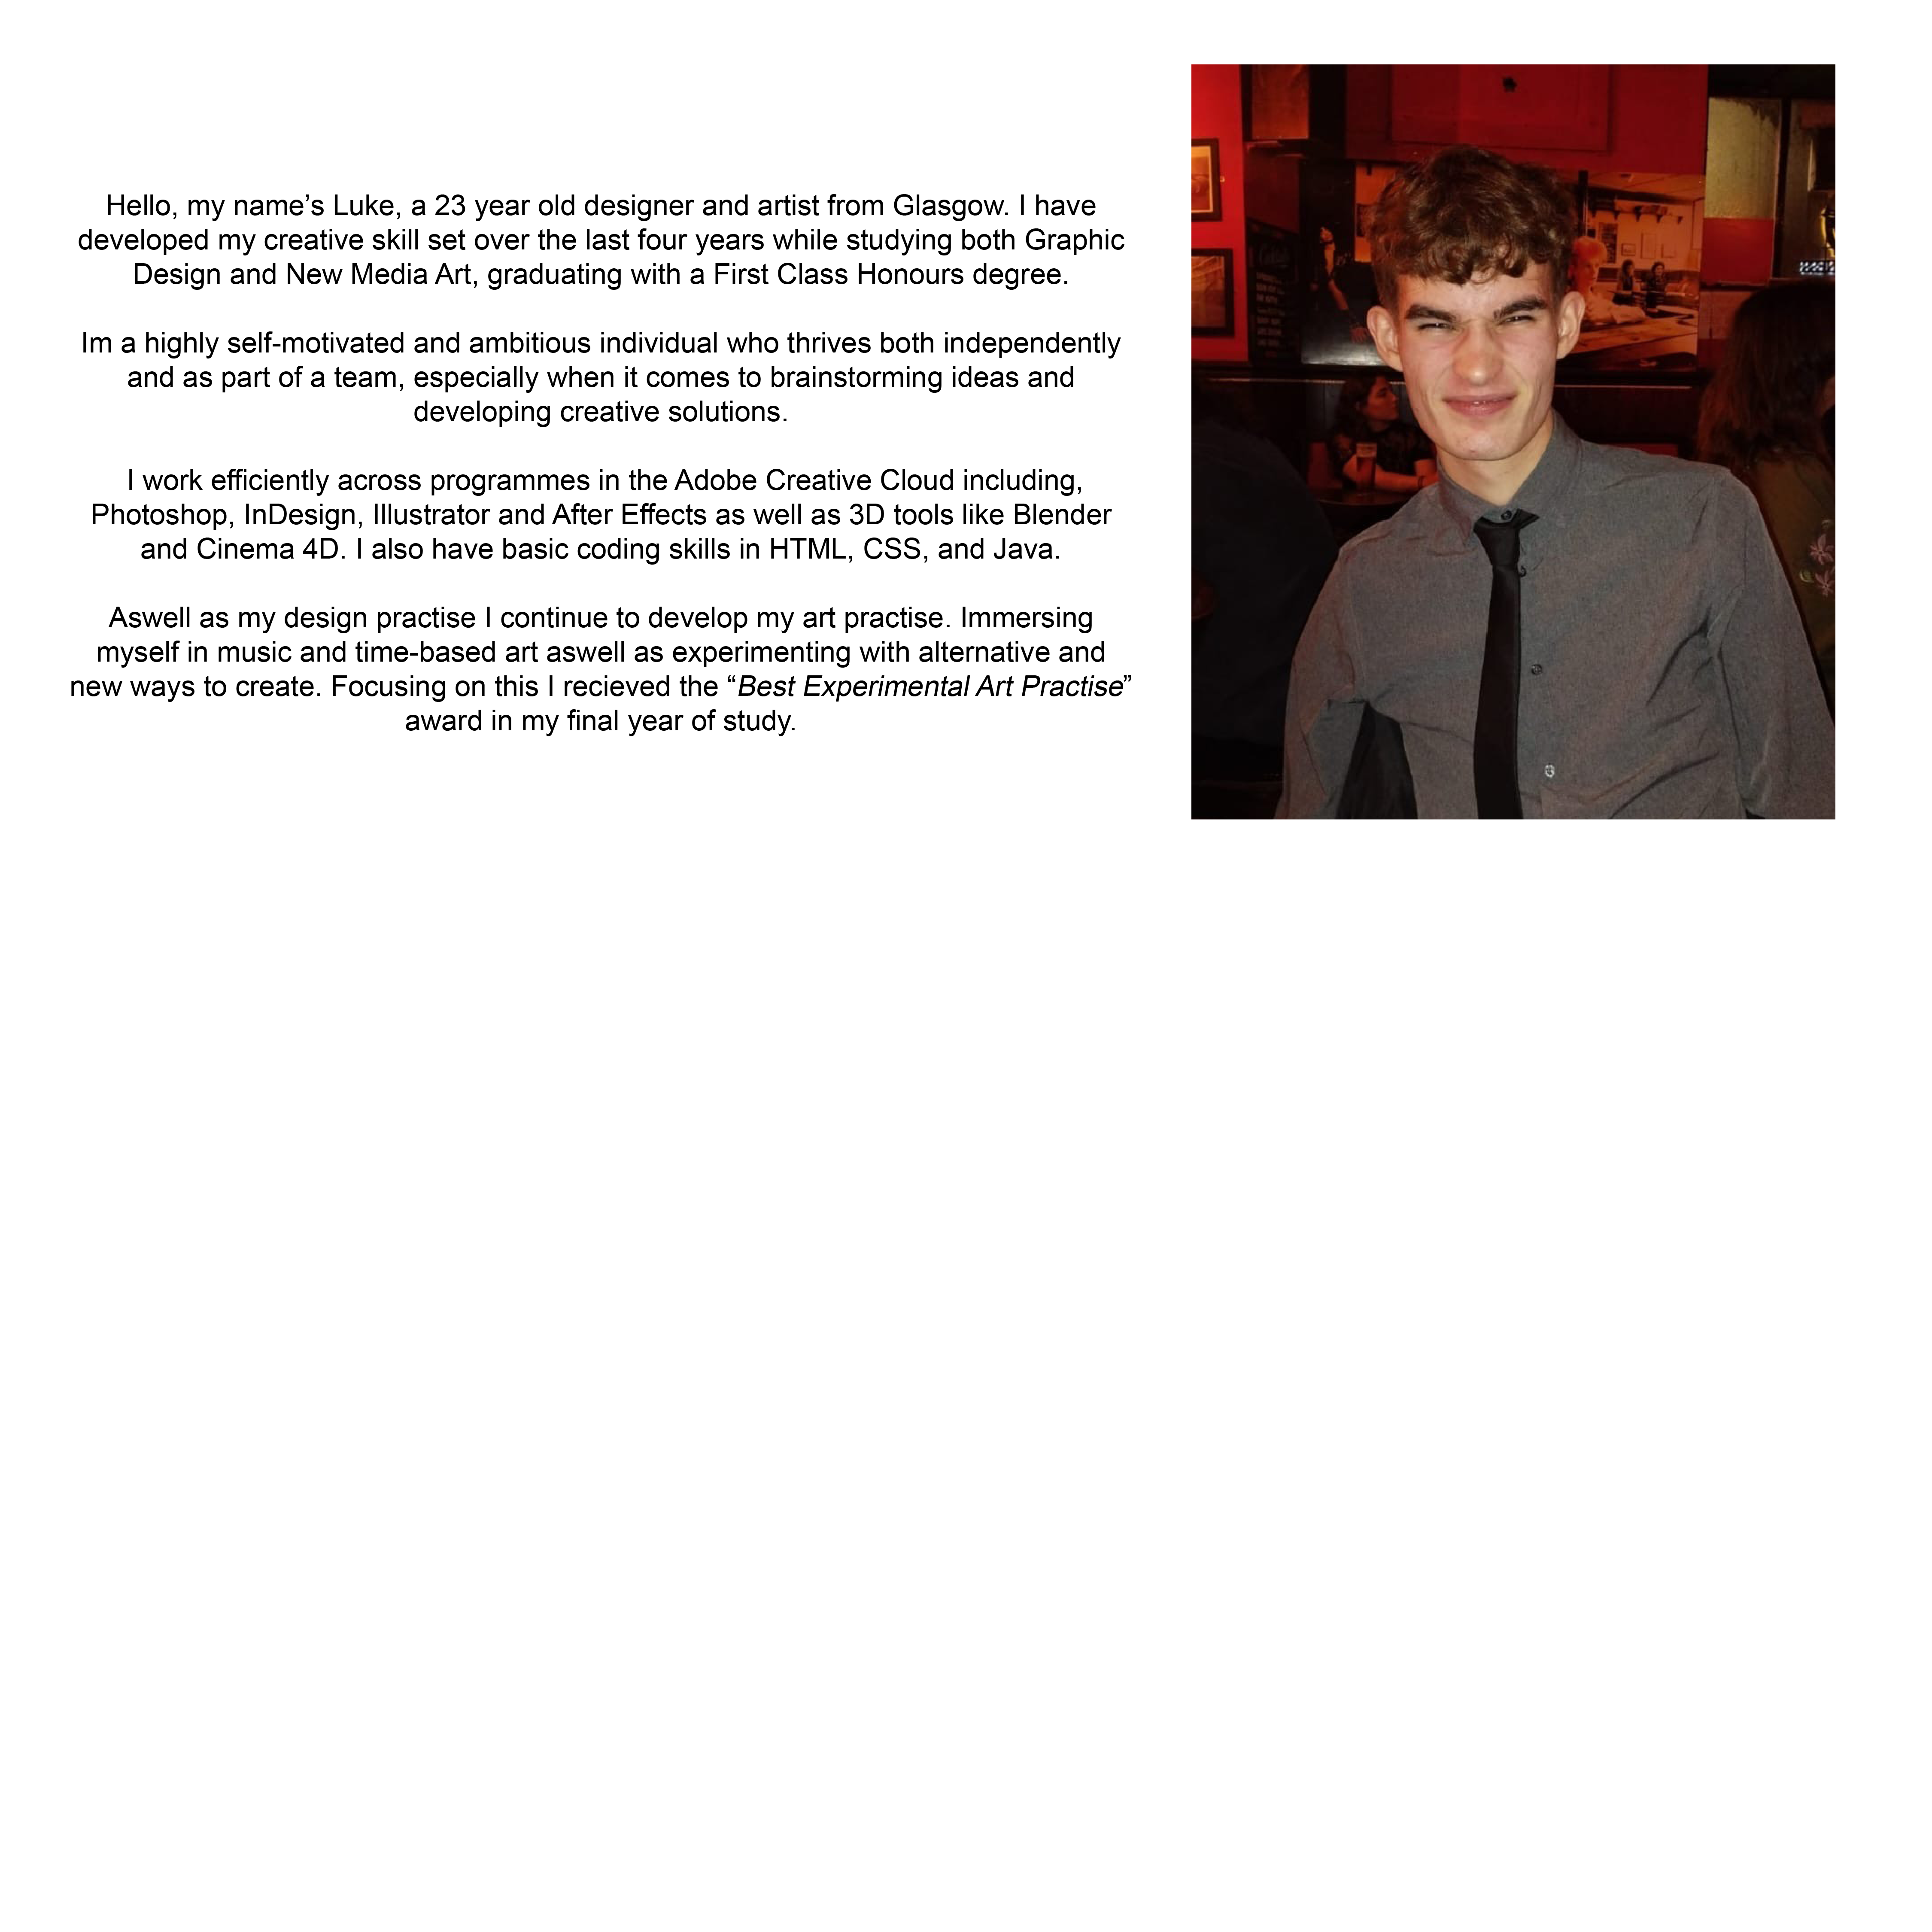 Hello, my name’s Luke, a 23 year old designer and artist from Glasgow. I have
developed my creative skill set over the last four years while studying both Graphic
Design and New Media Art, graduating with a First Class Honours degree.
Im a highly self-motivated and ambitious individual who thrives both independently
and as part of a team, especially when it comes to brainstorming ideas and
developing creative solutions.
I work efficiently across programmes in the Adobe Creative Cloud including,
Photoshop, InDesign, Illustrator and After Effects as well as 3D tools like Blender
and Cinema 4D. I also have basic coding skills in HTML, CSS, and Java.
Aswell as my design practise I continue to develop my art practise. Immersing
myself in music and time-based art aswell as experimenting with alternative and
new ways to create. Focusing on this I recieved the “Best Experimental Art Practise”
award in my final year of study.